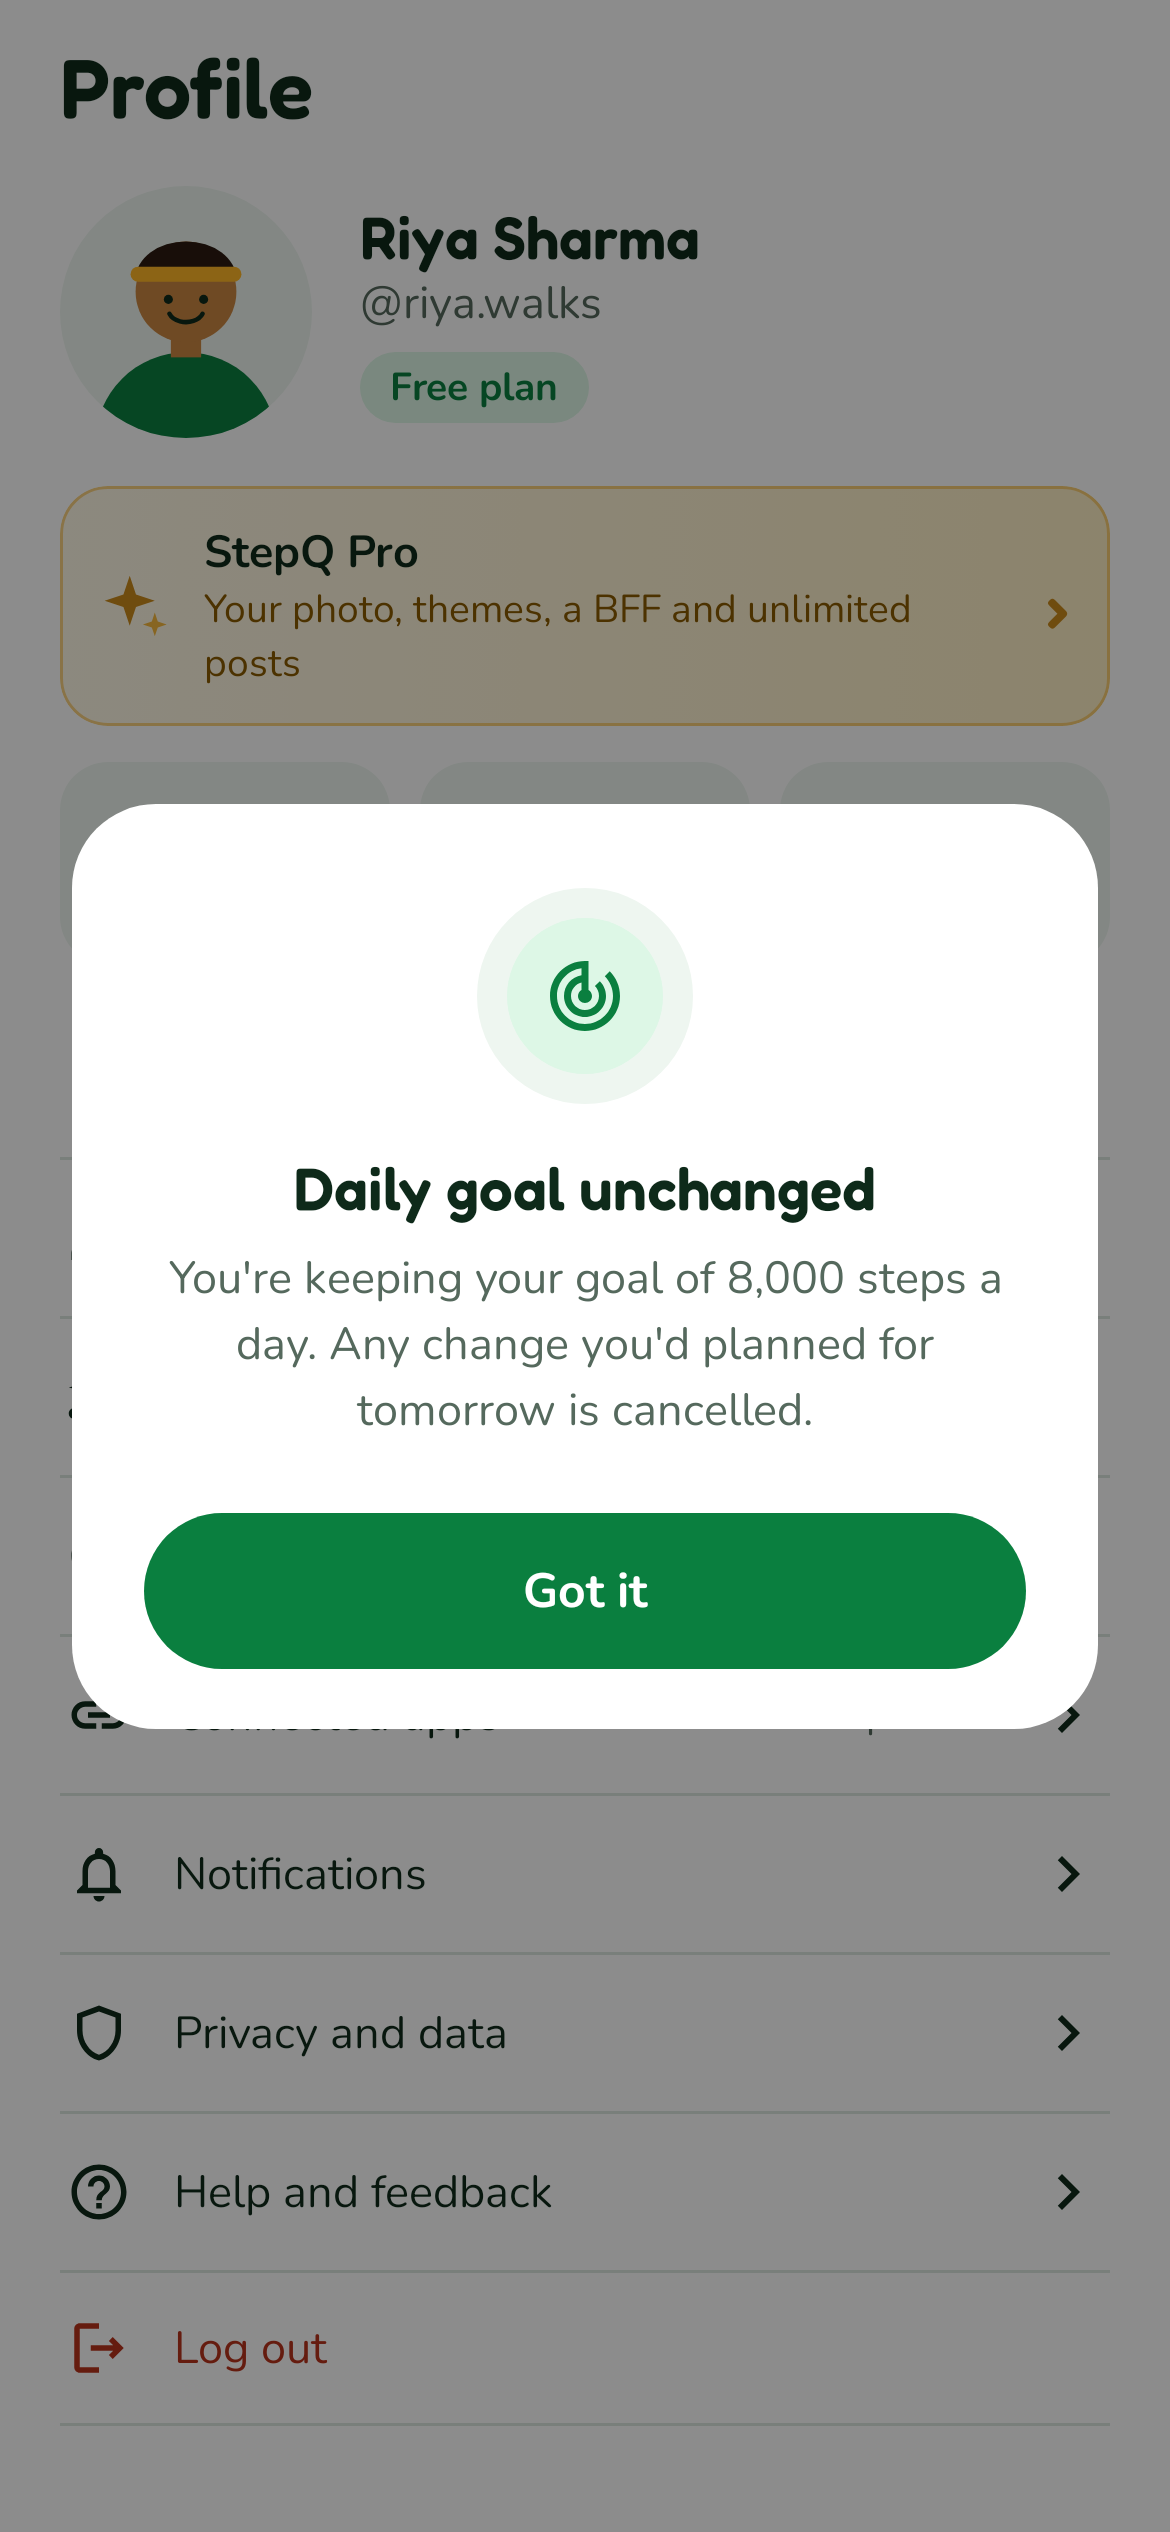 Profile
Riya Sharma
@riya.walks
Free plan
StepQ Pro
Your photo, themes, a BFF and unlimited
posts
Daily goal unchanged
You're keeping your goal of 8,000 steps a
day. Any change you'd planned for
tomorrow is cancelled.
Got it
Notifications
Privacy and data
Help and feedback
Log out